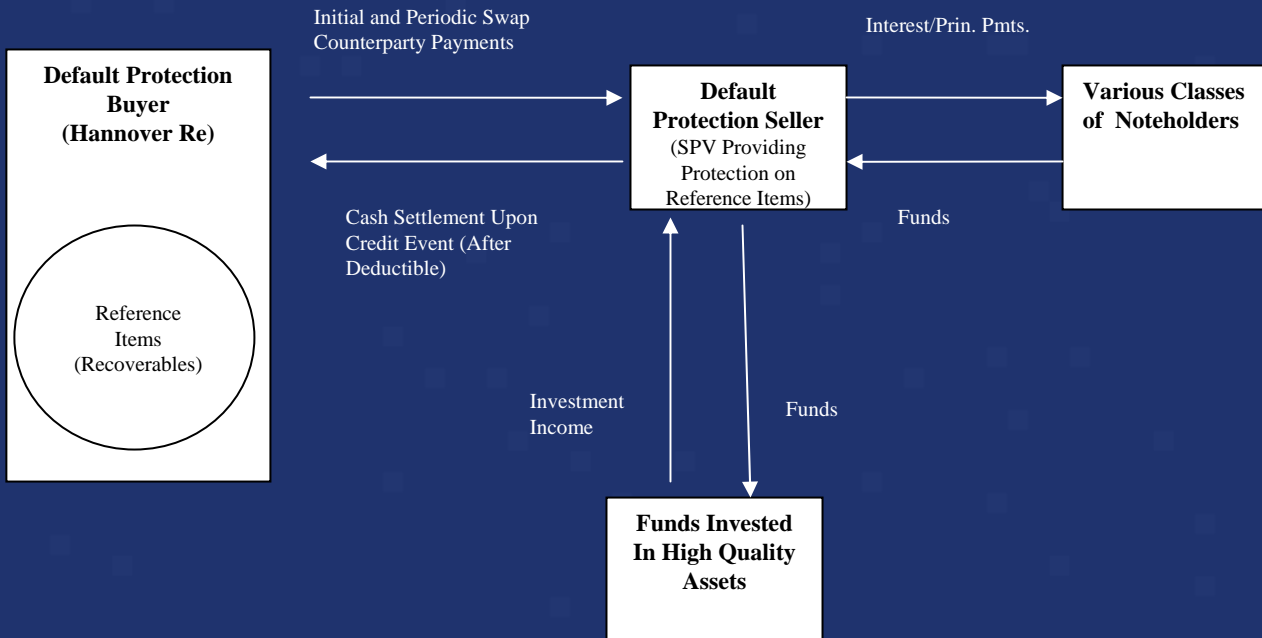 Initial and Periodic Swap
Counterparty Payments
Interest/Prin. Pmts.
Default Protection
Buyer
(Hannover Re)
Default
Protection Seller
(SPV Providing
Protection on
Reference Items)
Various Classes
of Noteholders
Cash Settlement Upon
Credit Event (After
Deductible)
Funds
Reference
Items
(Recoverables)
Investment
Income
Funds
Funds Invested
In High Quality
Assets